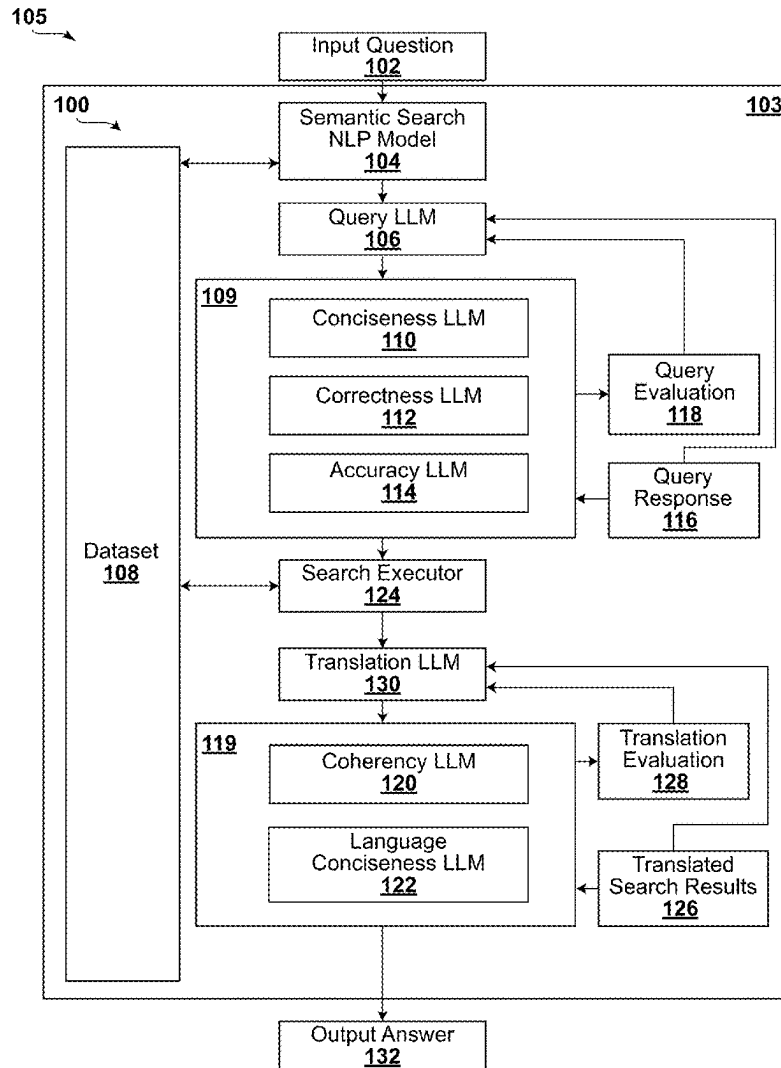 105
Input Question
102
100
103
Semantic Search
NLP Model
104
Query LLM
106
109
Conciseness LLM
110
Correctness LLM
112
Accuracy LLM
114
Query
Evaluation
118
Query
Response
116
Dataset
108
Search Executor
124
Translation LLM
130
119
Coherency LLM
120
Language
Conciseness LLM
122
Translation
Evaluation
128
Translated
Search Results
126
Output Answer
132